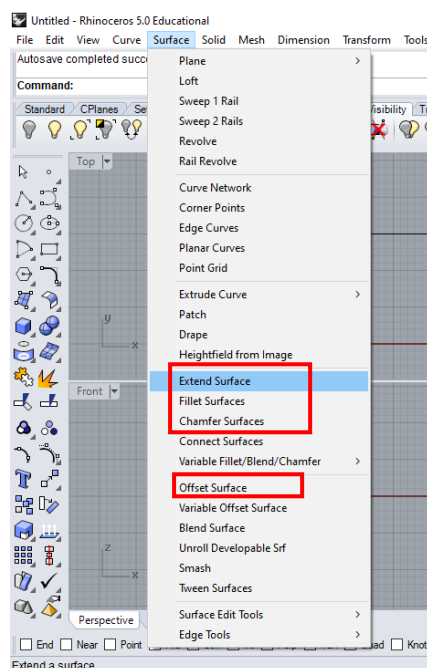 Untitled - Rhinoceros 5.0 Educational
File Edit View Curve Surface Solid Mesh Dimension Transform Tools
Autosave completed succ
Command:
Standard CPlanes Se isibility
Top
Plane
Loft
Sweep 1 Rail
Sweep 2 Rails
Revolve
Rail Revolve
Curve Network
Corner Points
Edge Curves
Planar Curves
Point Grid
Extrude Curve
Patch
Drape
Heightfield from Image
y
x
Extend Surface
Front
Fillet Surfaces
Chamfer Surfaces
Connect Surfaces
Variable Fillet/Blend/Chamfer
Offset Surface
Variable Offset Surface
Blend Surface
Unroll Developable Srf
z
Smash
x
Tween Surfaces
Perspective
Surface Edit Tools
Edge Tools
End Near Point Knot
Extend a surface